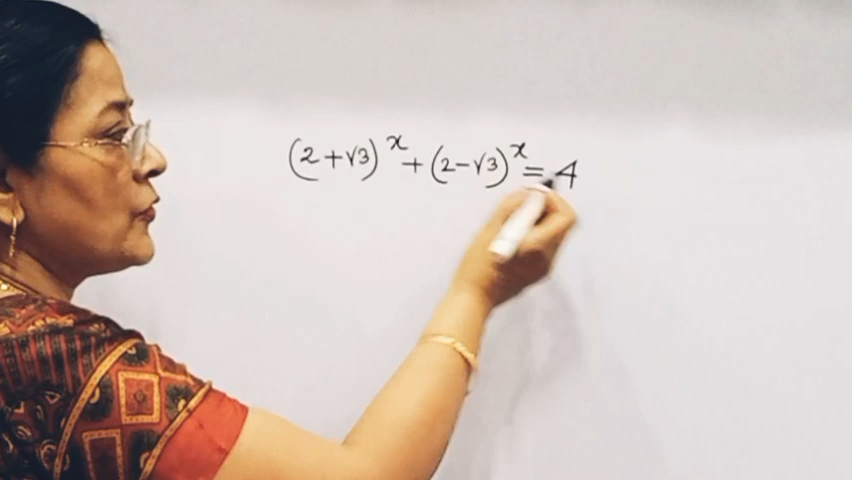 (2+√3)^x + (2-√3)^x = 4